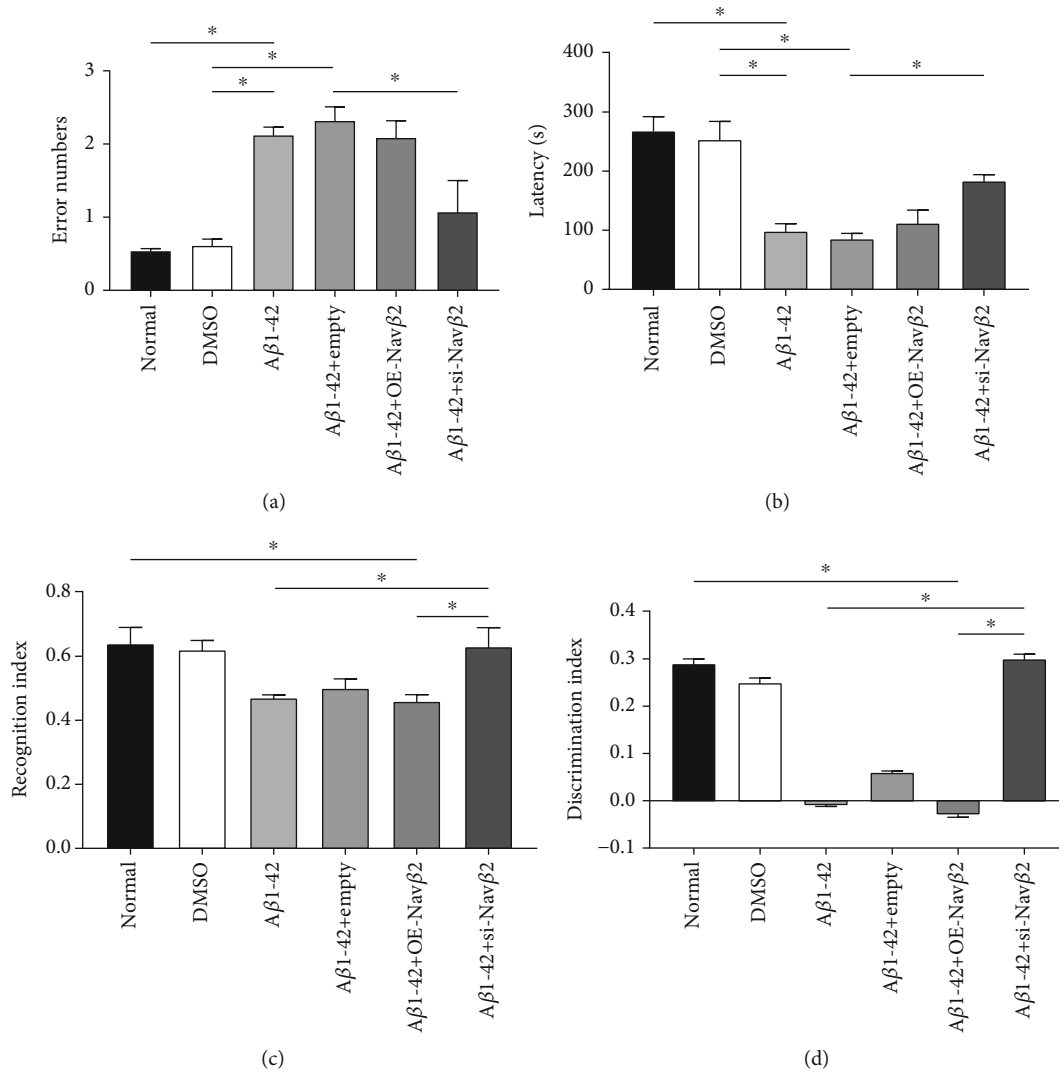 *
*
*
*
3
2
1
0
Error numbers
Normal
DMSO
Aβ1-42
Aβ1-42+empty
Aβ1-42+OE-Navβ2
Aβ1-42+si-Navβ2
(a)
*
*
*
*
400
300
200
100
0
Latency (s)
Normal
DMSO
Aβ1-42
Aβ1-42+empty
Aβ1-42+OE-Navβ2
Aβ1-42+si-Navβ2
(b)
*
*
*
0.8
0.6
0.4
0.2
0.0
Recognition index
Normal
DMSO
Aβ1-42
Aβ1-42+empty
Aβ1-42+OE-Navβ2
Aβ1-42+si-Navβ2
(c)
*
*
*
0.4
0.3
0.2
0.1
0.0
−0.1
Discrimination index
Normal
DMSO
Aβ1-42
Aβ1-42+empty
Aβ1-42+OE-Navβ2
Aβ1-42+si-Navβ2
(d)